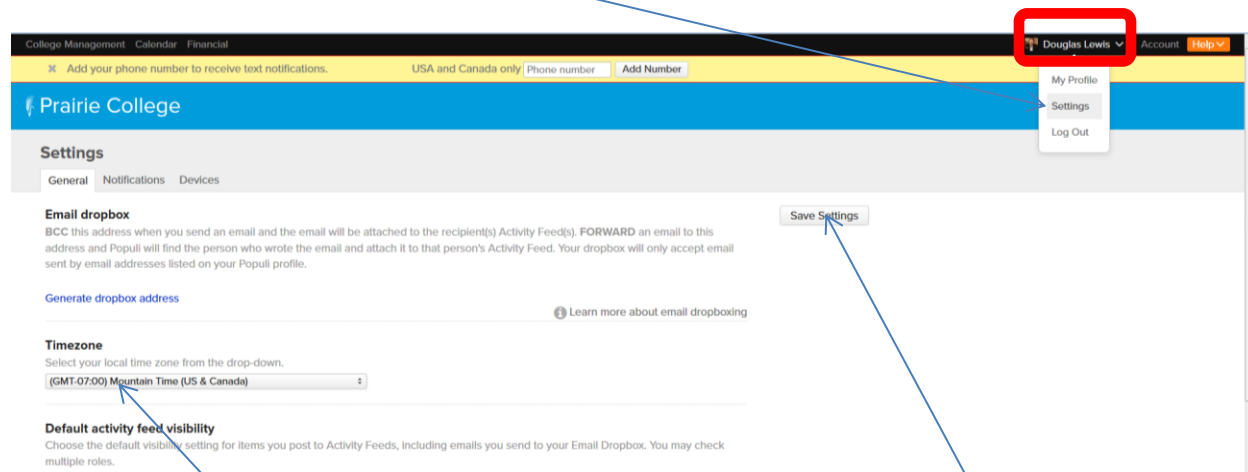 College Management Calendar Financial Douglas Lewis Account Help
Add your phone number to receive text notifications. USA and Canada only Phone number Add Number
My Profile
Prairie College
Settings
Log Out
Settings
General Notifications Devices
Email dropbox
BCC this address when you send an email and the email will be attached to the recipient(s) Activity Feed(s). FORWARD an email to this
address and Populi will find the person who wrote the email and attach it to that person's Activity Feed. Your dropbox will only accept email
sent by email addresses listed on your Populi profile.
Save Settings
Generate dropbox address
Learn more about email dropboxing
Timezone
Select your local time zone from the drop-down.
(GMT-07:00) Mountain Time (US & Canada)
Default activity feed visibility
Choose the default visibility setting for items you post to Activity Feeds, including emails you send to your Email Dropbox. You may check
multiple roles.